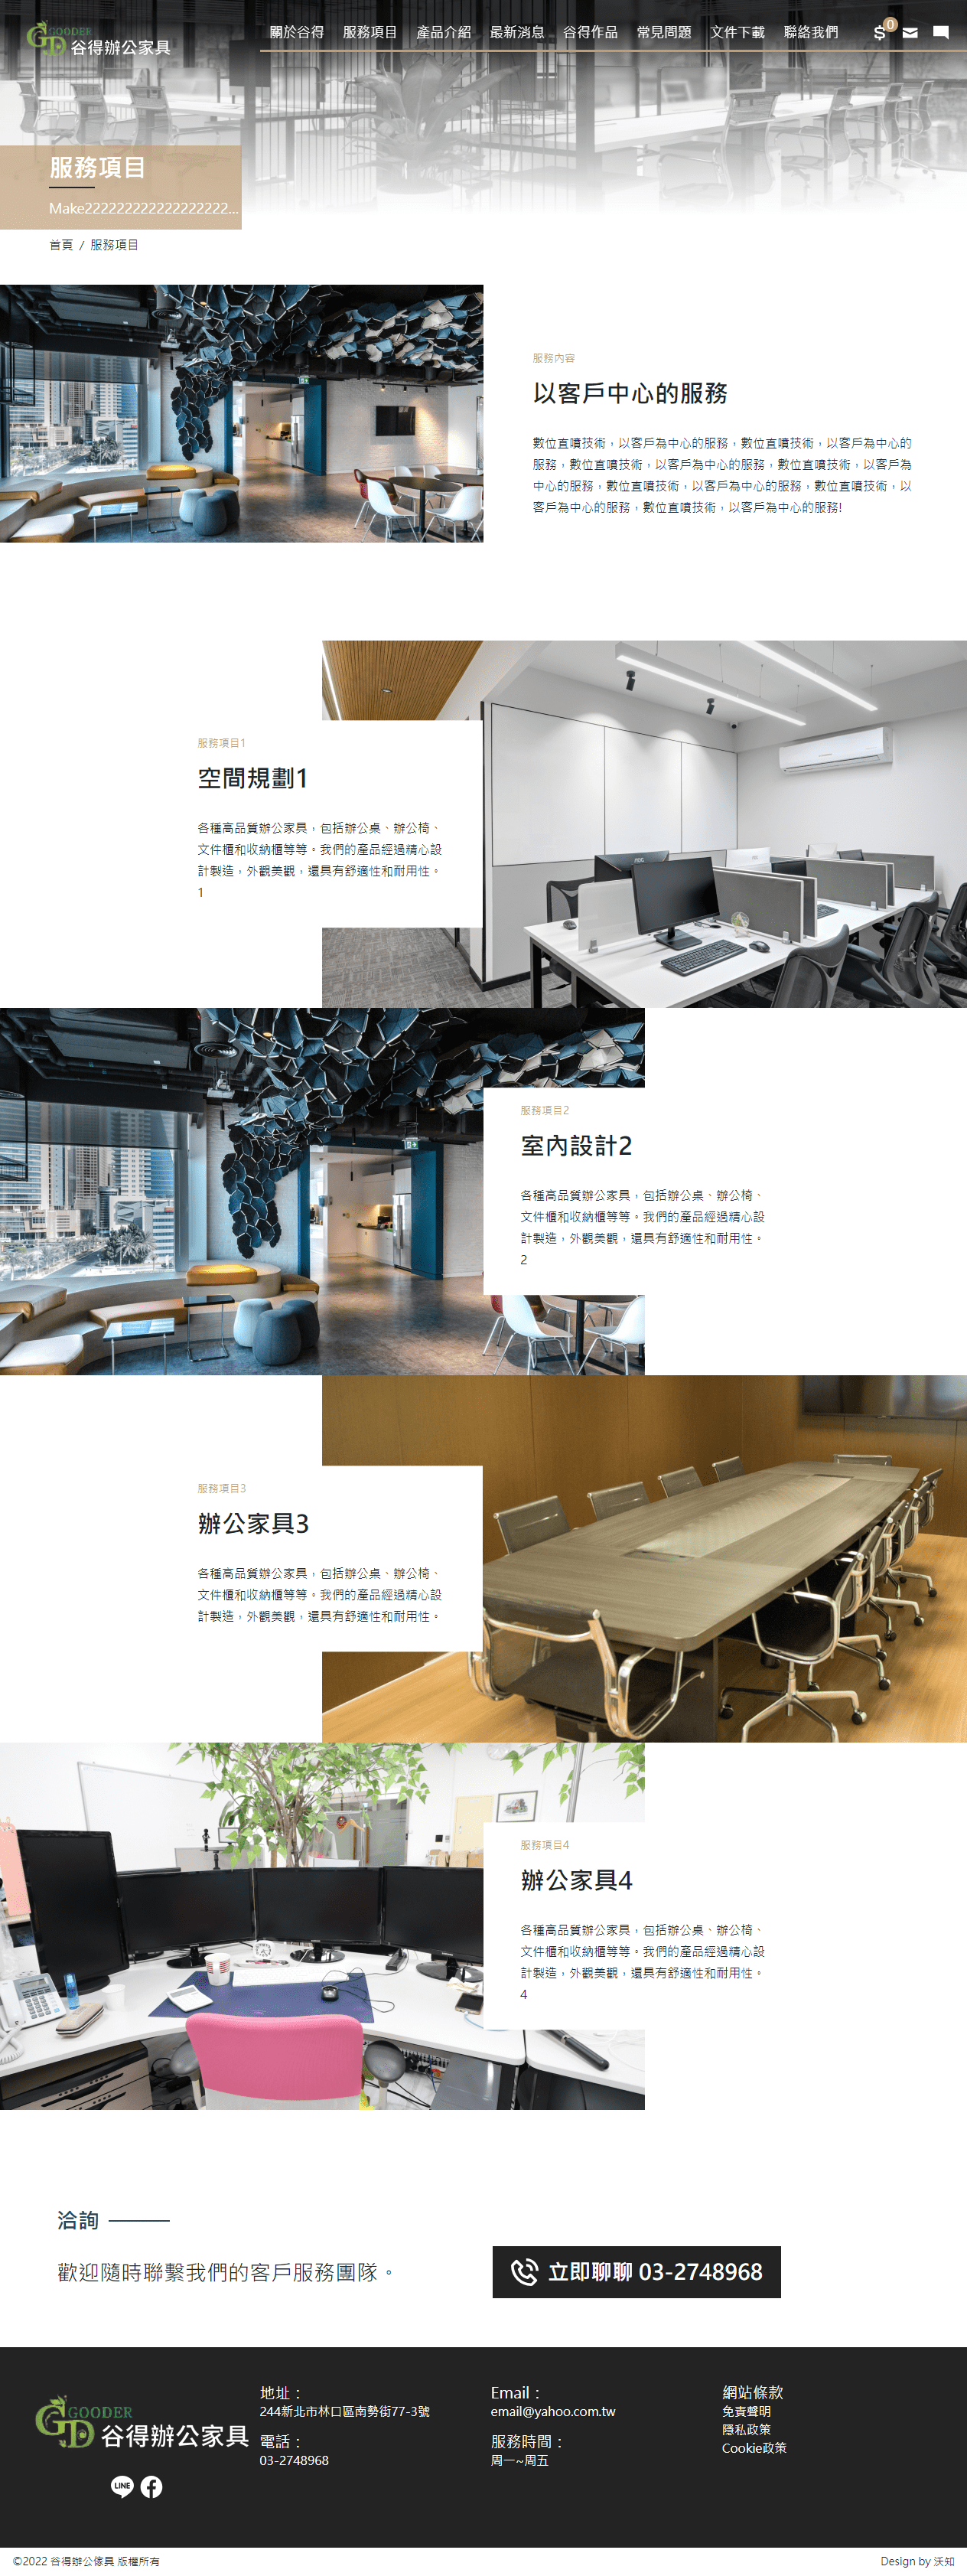 GOODER
谷得辦公家具
關於谷得 服務項目 產品介紹 最新消息 谷得作品 常見問題 文件下載 聯絡我們
0
服務項目
Make222222222222222222...
首頁 / 服務項目
服務內容
以客戶中心的服務
數位直噴技術，以客戶為中心的服務，數位直噴技術，以客戶為中心的
服務，數位直噴技術，以客戶為中心的服務，數位直噴技術，以客戶為
中心的服務，數位直噴技術，以客戶為中心的服務，數位直噴技術，以
客戶為中心的服務，數位直噴技術，以客戶為中心的服務!
服務項目1
空間規劃1
各種高品質辦公家具，包括辦公桌、辦公椅、
文件櫃和收納櫃等等。我們的產品經過精心設
計製造，外觀美觀，還具有舒適性和耐用性。
1
服務項目2
室內設計2
各種高品質辦公家具，包括辦公桌、辦公椅、
文件櫃和收納櫃等等。我們的產品經過精心設
計製造，外觀美觀，還具有舒適性和耐用性。
2
服務項目3
辦公家具3
各種高品質辦公家具，包括辦公桌、辦公椅、
文件櫃和收納櫃等等。我們的產品經過精心設
計製造，外觀美觀，還具有舒適性和耐用性。
服務項目4
辦公家具4
各種高品質辦公家具，包括辦公桌、辦公椅、
文件櫃和收納櫃等等。我們的產品經過精心設
計製造，外觀美觀，還具有舒適性和耐用性。
4
洽詢
歡迎隨時聯繫我們的客戶服務團隊。
立即聊聊 03-2748968
GOODER
谷得辦公家具
LINE
地址：
244新北市林口區南勢街77-3號
電話：
03-2748968
Email：
email@yahoo.com.tw
服務時間：
周一~周五
網站條款
免責聲明
隱私政策
Cookie政策
©2022 谷得辦公傢具 版權所有
Design by 沃知